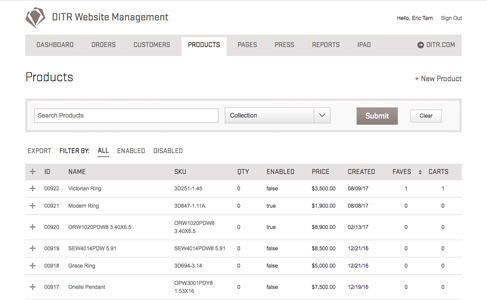 DITR Website Management
Hello, Eric Tam Sign Out
DASHBOARD ORDERS CUSTOMERS PRODUCTS PAGES PRESS REPORTS IPAD DITR.COM
Products
+ New Product
Search Products Collection Submit Clear
EXPORT FILTER BY: ALL ENABLED DISABLED
ID NAME SKU QTY ENABLED PRICE CREATED FAVES CARTS
00922 Victorian Ring 3D251-1.45 0 false $3,500.00 08/09/17 1 1
00921 Modern Ring 3D847-1.11A 0 true $1,900.00 08/08/17 0 0
00920 ORW1020PDW8 3.40X6.5 ORW1020PDW8 3.40X6.5 0 true $8,900.00 02/13/17 0 0
00919 SEW4014PDW 5.91 SEW4014PDW8 5.91 0 false $8,500.00 12/21/16 0 0
00918 Grace Ring 3D694-3.14 0 false $5,000.00 12/21/16 0 0
00917 Orielle Pendant OPW3001PDY8 1.53X16 0 false $7,500.00 12/19/16 0 0